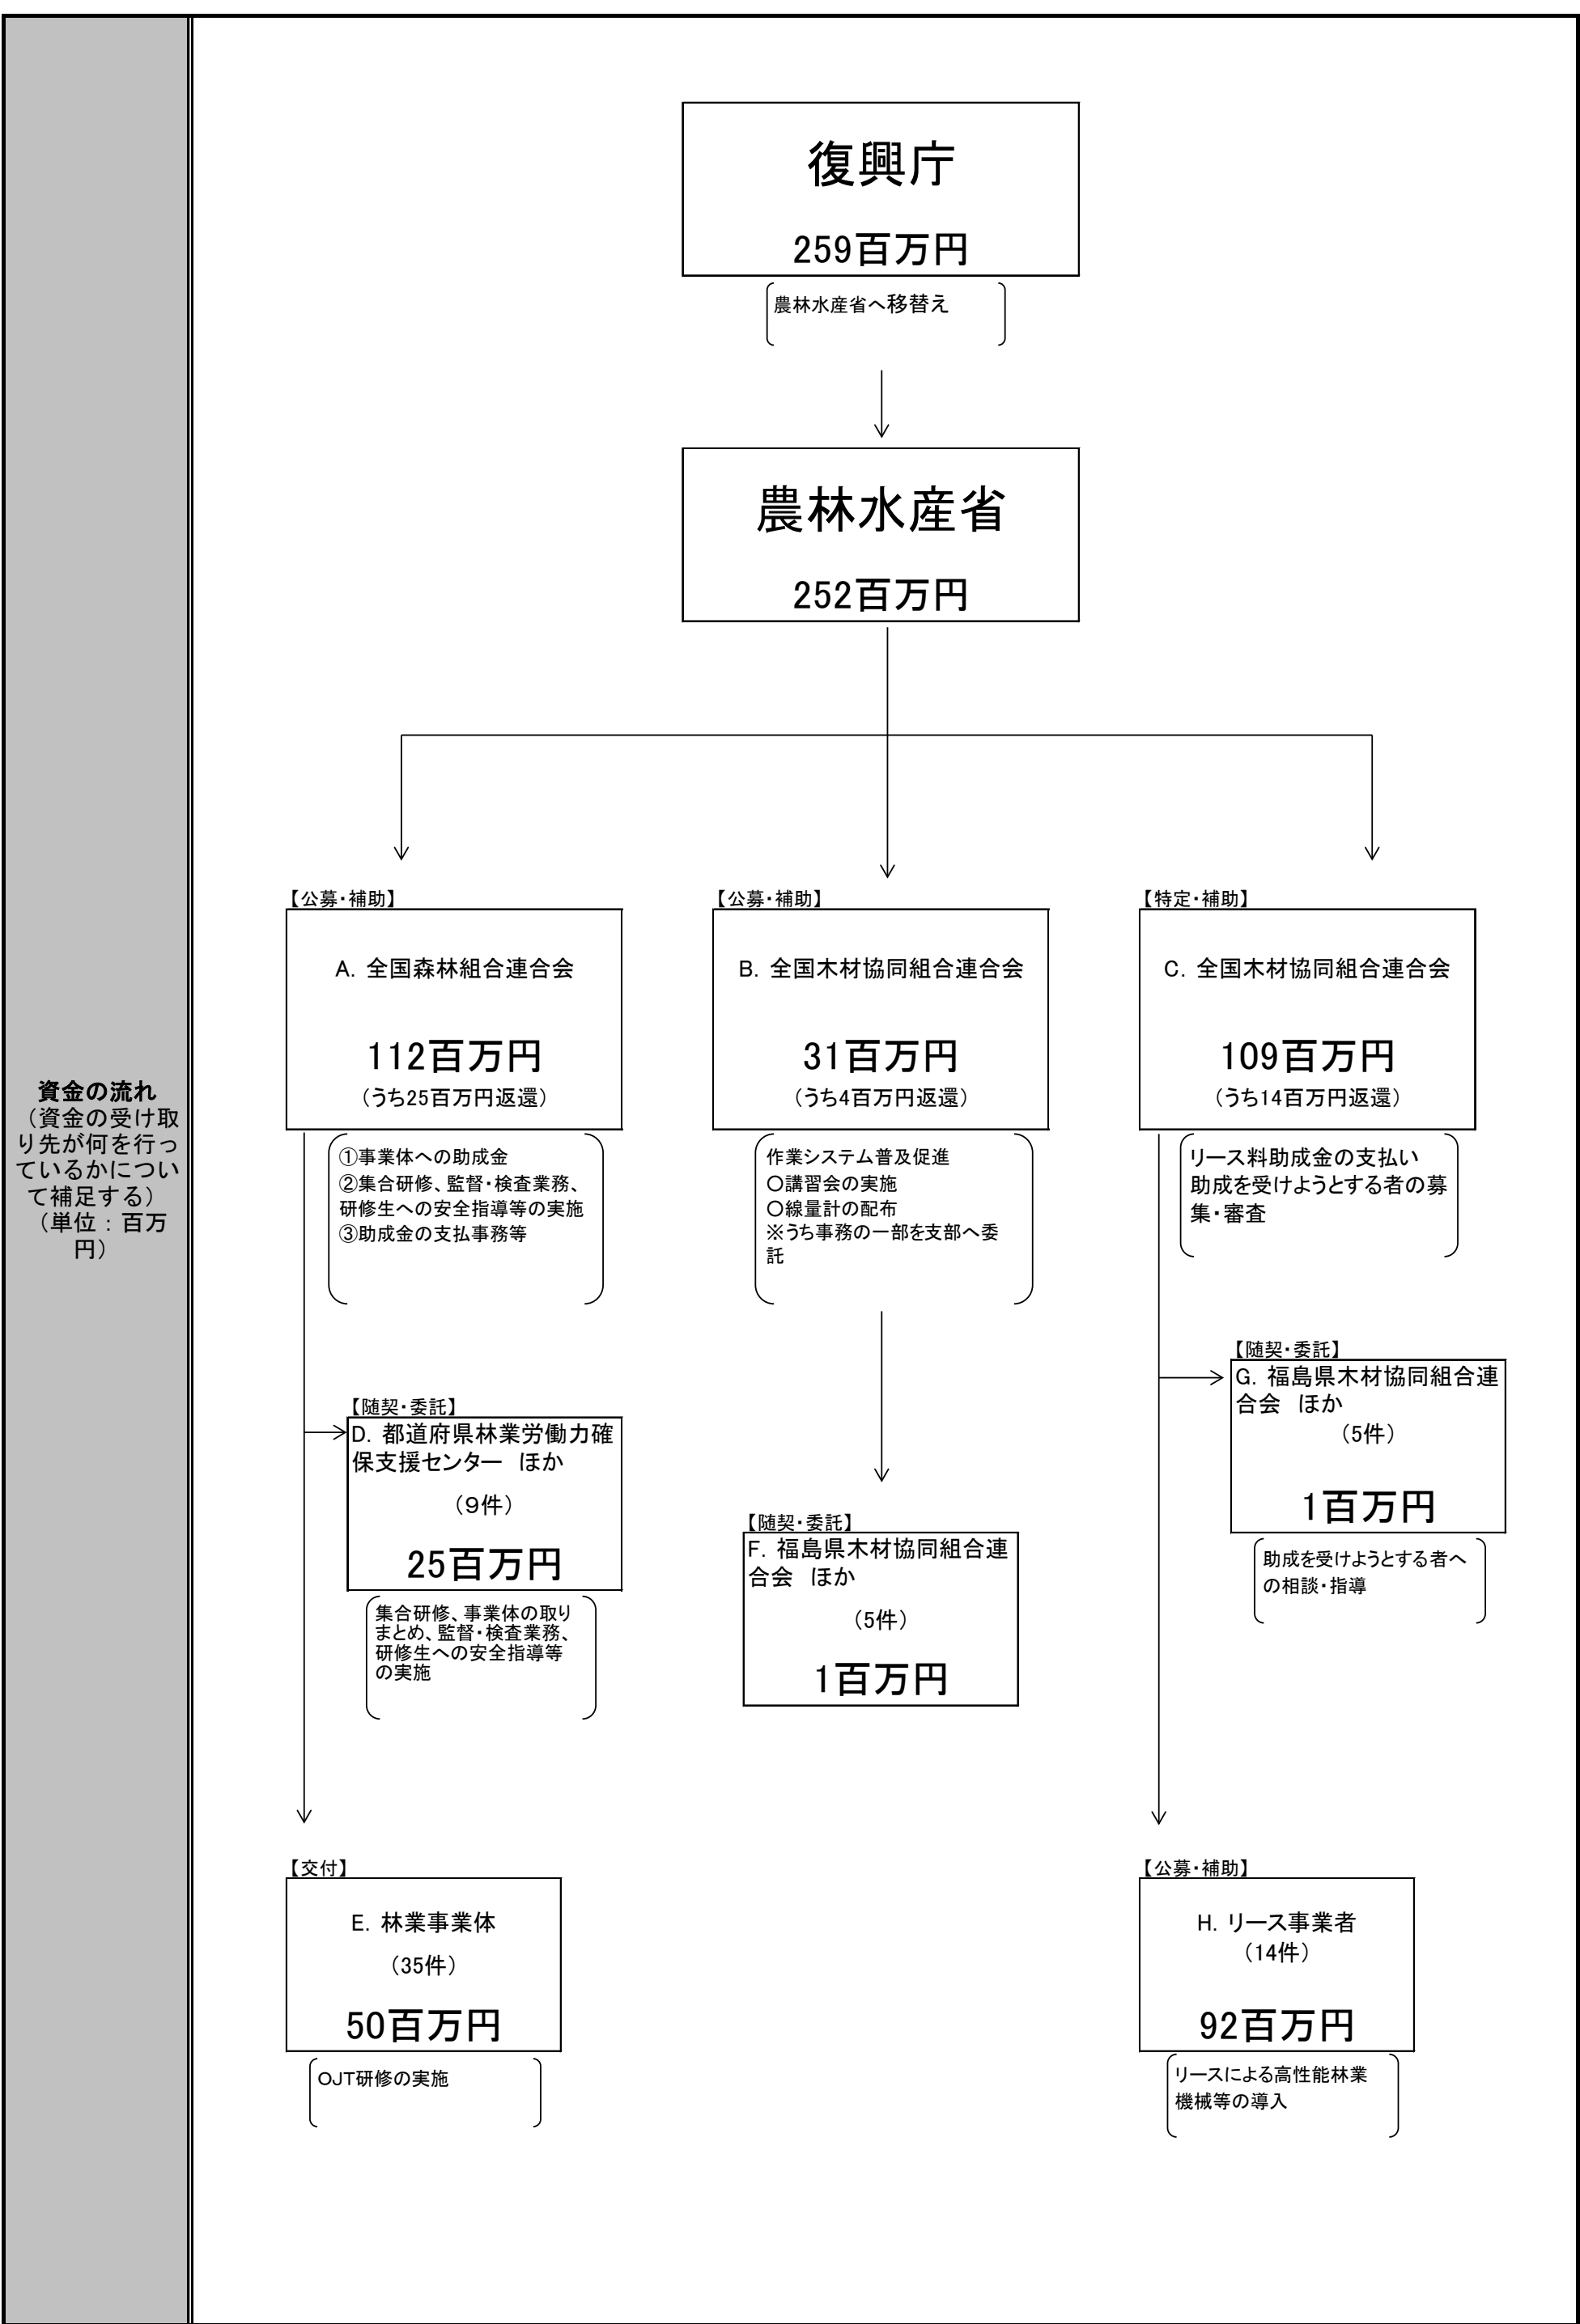 資金の流れ
（資金の受け取
り先が何を行っ
ているかについ
て補足する）
（単位：百万
円）
復興庁
259百万円
農林水産省へ移替え
農林水産省
252百万円
【公募・補助】
A. 全国森林組合連合会
112百万円
（うち25百万円返還）
①事業体への助成金
②集合研修、監督・検査業務、
研修生への安全指導等の実施
③助成金の支払事務等
【公募・補助】
B. 全国木材協同組合連合会
31百万円
（うち4百万円返還）
作業システム普及促進
○講習会の実施
○線量計の配布
※うち事務の一部を支部へ委
託
【特定・補助】
C. 全国木材協同組合連合会
109百万円
（うち14百万円返還）
リース料助成金の支払い
助成を受けようとする者の募
集・審査
【随契・委託】
D. 都道府県林業労働力確
保支援センター ほか
（９件）
25百万円
集合研修、事業体の取り
まとめ、監督・検査業務、
研修生への安全指導等
の実施
【随契・委託】
F. 福島県木材協同組合連
合会 ほか
（5件）
1百万円
【随契・委託】
G. 福島県木材協同組合連
合会 ほか
（5件）
1百万円
助成を受けようとする者へ
の相談・指導
【交付】
E. 林業事業体
（35件）
50百万円
OJT研修の実施
【公募・補助】
H. リース事業者
（14件）
92百万円
リースによる高性能林業
機械等の導入